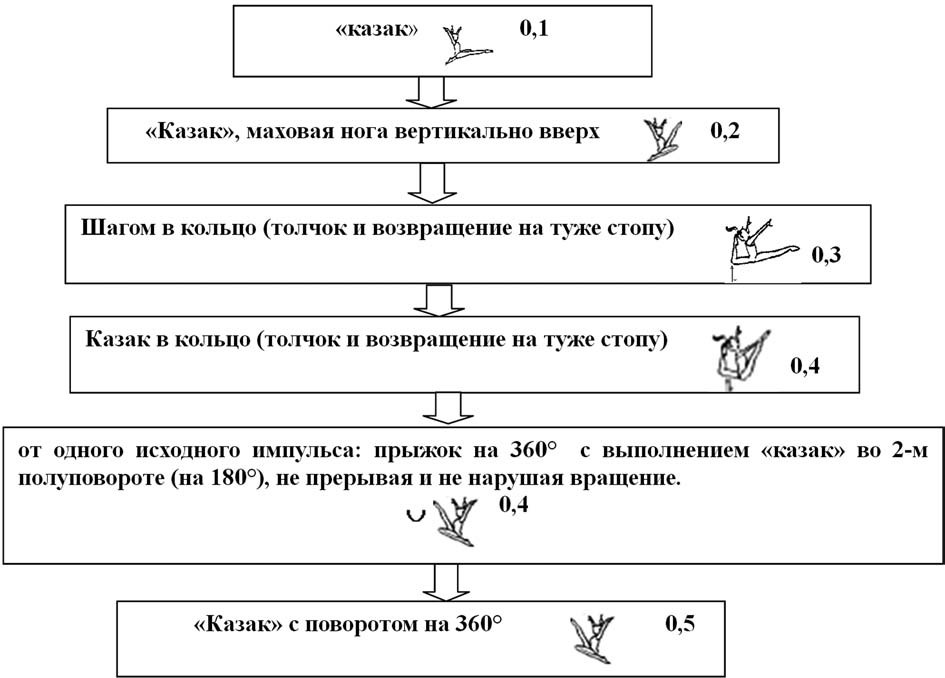 «казак» 0,1
«Казак», маховая нога вертикально вверх 0,2
Шагом в кольцо (толчок и возвращение на туже стопу)
0,3
Казак в кольцо (толчок и возвращение на туже стопу)
0,4
от одного исходного импульса: прыжок на 360° с выполнением «казак» во 2-м
полуповороте (на 180°), не прерывая и не нарушая вращение.
0,4
«Казак» с поворотом на 360° 0,5